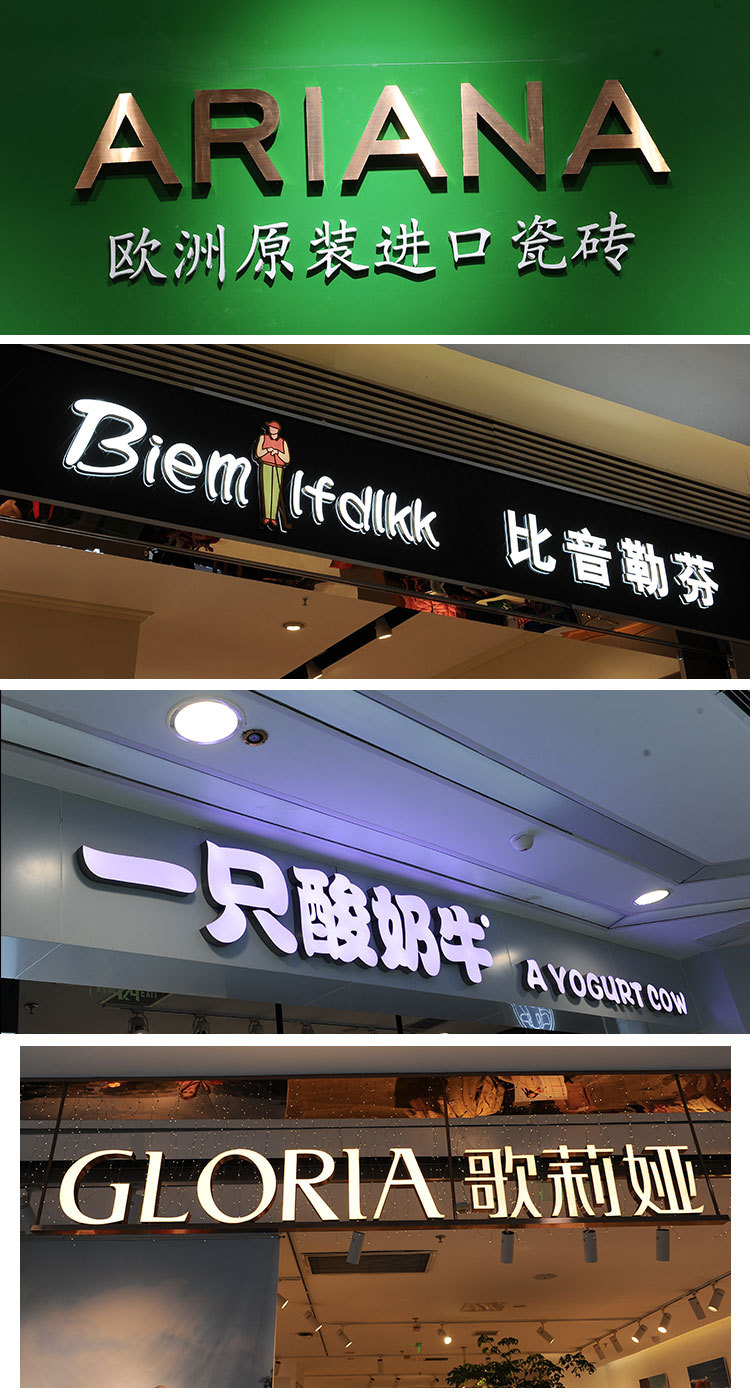 ARIANA
欧洲原装进口瓷砖
Biem lfdlkk 比音勒芬
一只酸奶牛 A YOGURT COW
EXIT
GLORIA 歌莉娅